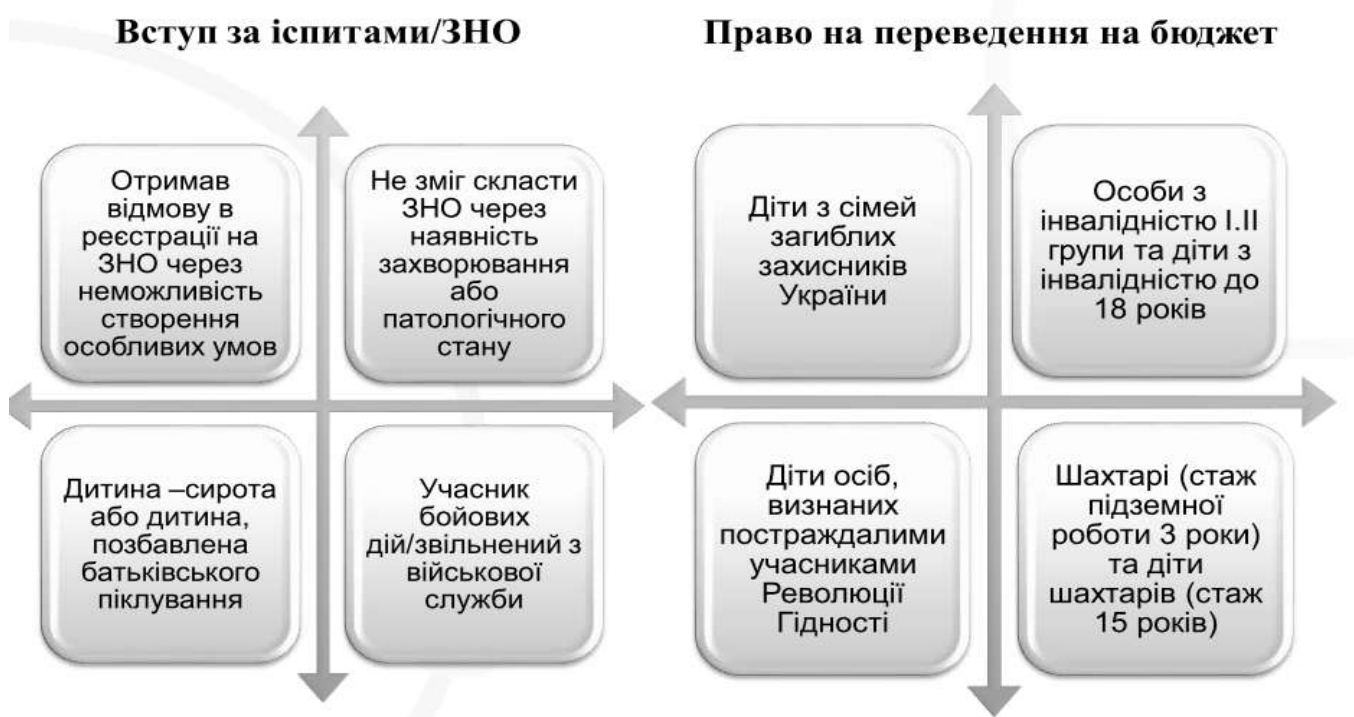 Вступ за іспитами/ЗНО
Отримав
відмову в
реєстрації на
ЗНО через
неможливість
створення
особливих умов
Не зміг скласти
ЗНО через
наявність
захворювання
або
патологічного
стану
Дитина –сирота
або дитина,
позбавлена
батьківського
піклування
Учасник
бойових
дій/звільнений з
військової
служби
Право на переведення на бюджет
Діти з сімей
загиблих
захисників
України
Особи з
інвалідністю І.ІІ
групи та діти з
інвалідністю до
18 років
Діти осіб,
визнаних
постраждалими
учасниками
Революції
Гідності
Шахтарі (стаж
підземної
роботи 3 роки)
та діти
шахтарів (стаж
15 років)